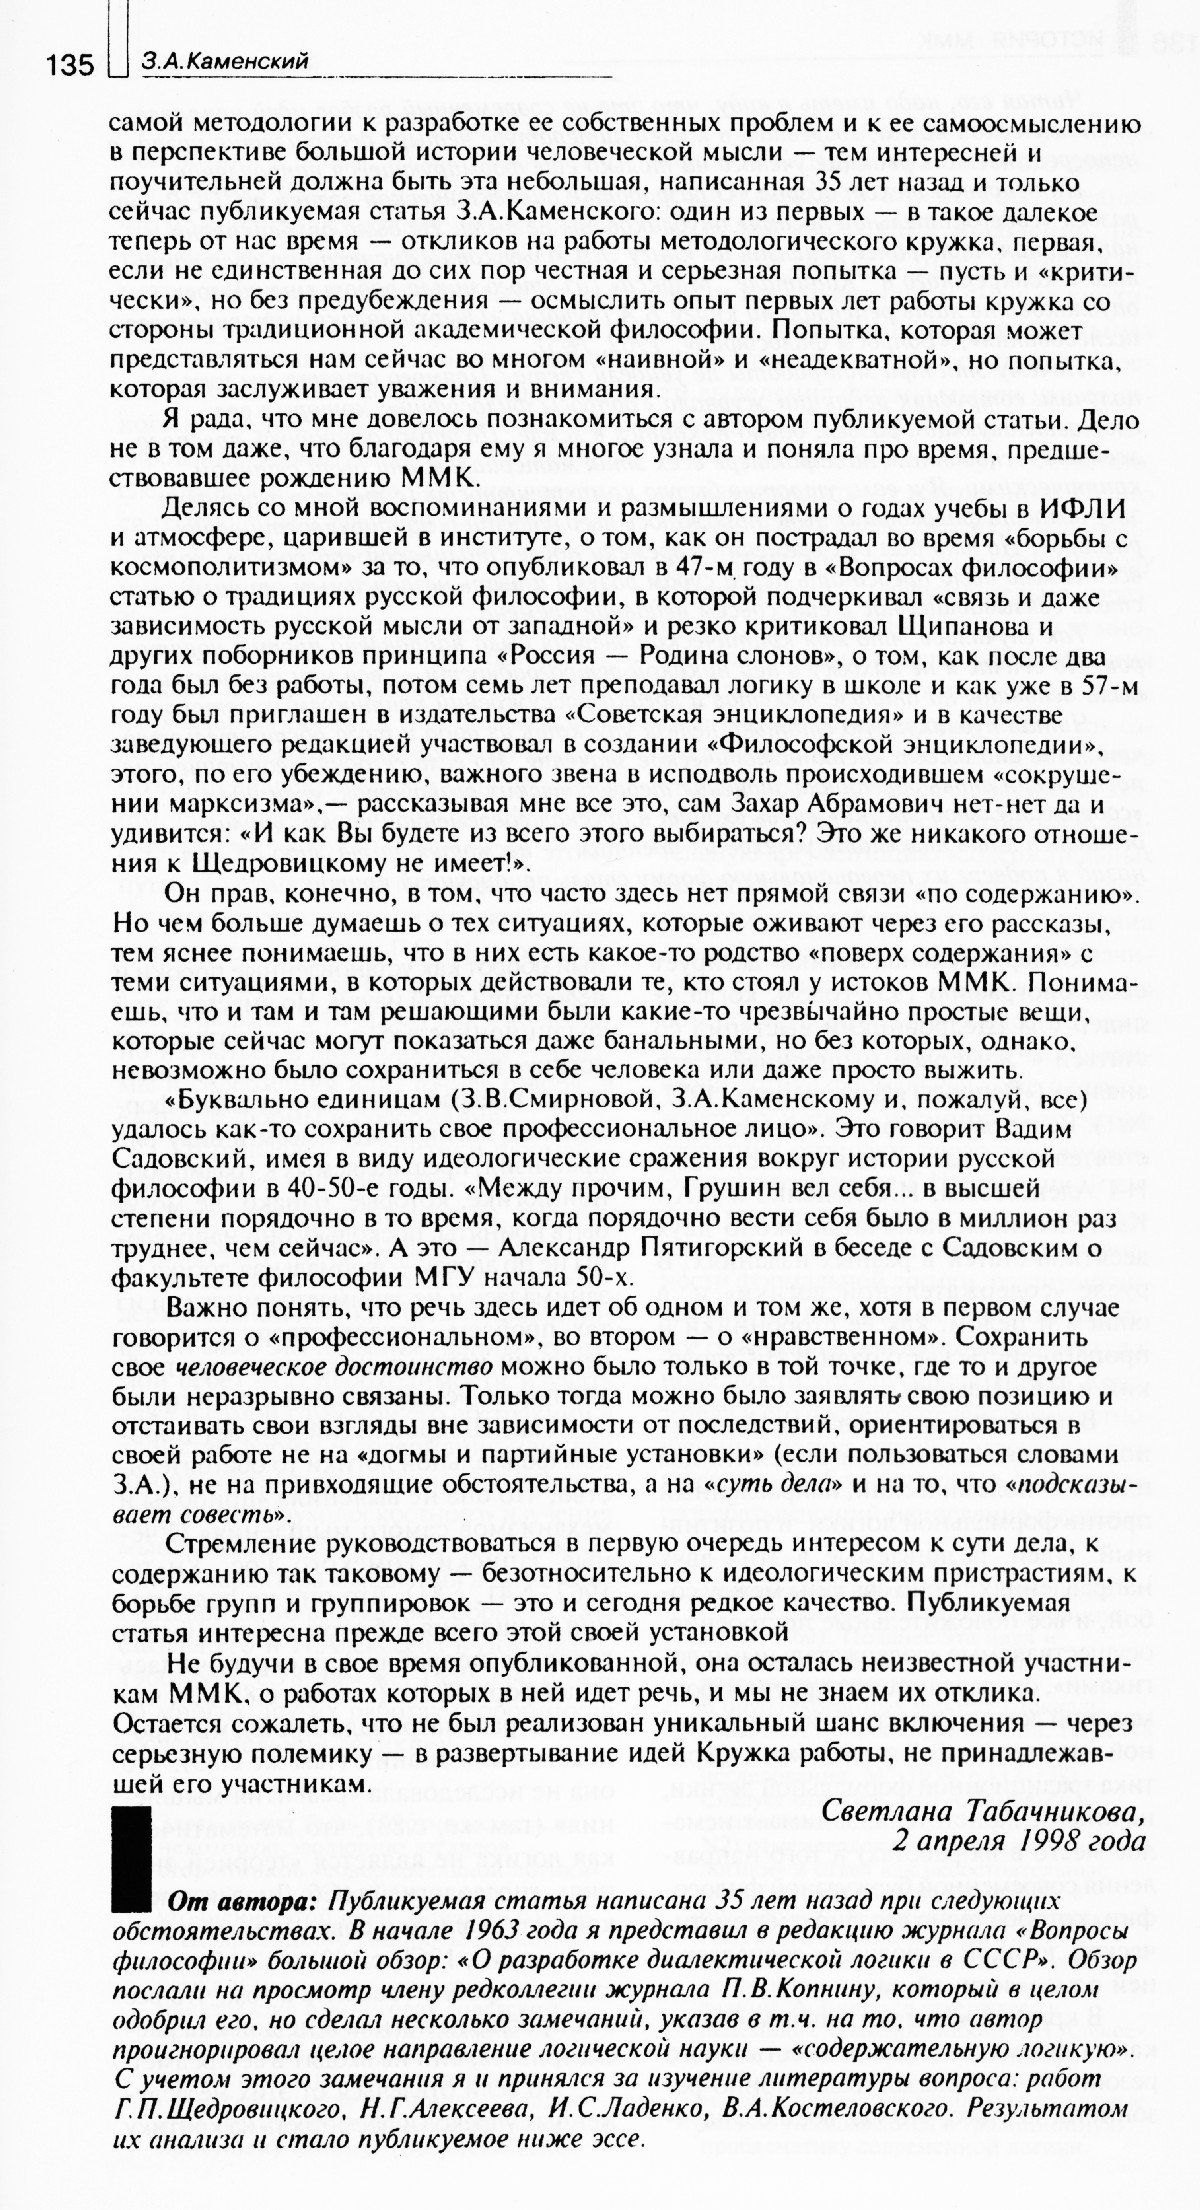 135
З.А.Каменский
самой методологии к разработке ее собственных проблем и к ее самоосмыслению
в перспективе большой истории человеческой мысли — тем интересней и
поучительней должна быть эта небольшая, написанная 35 лет назад и только
сейчас публикуемая статья З.А.Каменского: один из первых — в такое далекое
теперь от нас время — откликов на работы методологического кружка, первая,
если не единственная до сих пор честная и серьезная попытка — пусть и «крити-
чески», но без предубеждения — осмыслить опыт первых лет работы кружка со
стороны традиционной академической философии. Попытка, которая может
представляться нам сейчас во многом «наивной» и «неадекватной», но попытка,
которая заслуживает уважения и внимания.
Я рада, что мне довелось познакомиться с автором публикуемой статьи. Дело
не в том даже, что благодаря ему я многое узнала и поняла про время, предше-
ствовавшее рождению ММК.
Делясь со мной воспоминаниями и размышлениями о годах учебы в ИФЛИ
и атмосфере, царившей в институте, о том, как он пострадал во время «борьбы с
космополитизмом» за то, что опубликовал в 47-м году в «Вопросах философии»
статью о традициях русской философии, в которой подчеркивал «связь и даже
зависимость русской мысли от западной» и резко критиковал Щипанова и
других поборников принципа «Россия — Родина слонов», о том, как после два
года был без работы, потом семь лет преподавал логику в школе и как уже в 57-м
году был приглашен в издательства «Советская энциклопедия» и в качестве
заведующего редакцией участвовал в создании «Философской энциклопедии»,
этого, по его убеждению, важного звена в исподволь происходившем «сокруше-
нии марксизма»,— рассказывая мне все это, сам Захар Абрамович нет-нет да и
удивится: «И как Вы будете из всего этого выбираться? Это же никакого отноше-
ния к Щедровицкому не имеет!».
Он прав, конечно, в том, что часто здесь нет прямой связи «по содержанию».
Но чем больше думаешь о тех ситуациях, которые оживают через его рассказы,
тем яснее понимаешь, что в них есть какое-то родство «поверх содержания» с
теми ситуациями, в которых действовали те, кто стоял у истоков ММК. Понима-
ешь, что и там и там решающими были какие-то чрезвычайно простые вещи,
которые сейчас могут показаться даже банальными, но без которых, однако,
невозможно было сохраниться в себе человека или даже просто выжить.
«Буквально единицам (З.В.Смирновой, З.А.Каменскому и, пожалуй, все)
удалось как-то сохранить свое профессиональное лицо». Это говорит Вадим
Садовский, имея в виду идеологические сражения вокруг истории русской
философии в 40-50-е годы. «Между прочим, Грушин вел себя... в высшей
степени порядочно в то время, когда порядочно вести себя было в миллион раз
труднее, чем сейчас». А это — Александр Пятигорский в беседе с Садовским о
факультете философии МГУ начала 50-х.
Важно понять, что речь здесь идет об одном и том же, хотя в первом случае
говорится о «профессиональном», во втором — о «нравственном». Сохранить
свое человеческое достоинство можно было только в той точке, где то и другое
были неразрывно связаны. Только тогда можно было заявлять свою позицию и
отстаивать свои взгляды вне зависимости от последствий, ориентироваться в
своей работе не на «догмы и партийные установки» (если пользоваться словами
З.А.), не на привходящие обстоятельства, а на «суть дела» и на то, что «подсказы-
вает совесть».
Стремление руководствоваться в первую очередь интересом к сути дела, к
содержанию так таковому — безотносительно к идеологическим пристрастиям, к
борьбе групп и группировок — это и сегодня редкое качество. Публикуемая
статья интересна прежде всего этой своей установкой
Не будучи в свое время опубликованной, она осталась неизвестной участни-
кам ММК, о работах которых в ней идет речь, и мы не знаем их отклика.
Остается сожалеть, что не был реализован уникальный шанс включения — через
серьезную полемику — в развертывание идей Кружка работы, не принадлежав-
шей его участникам.
Светлана Табачникова,
2 апреля 1998 года
От автора: Публикуемая статья написана 35 лет назад при следующих
обстоятельствах. В начале 1963 года я представил в редакцию журнала «Вопросы
философии» большой обзор: «О разработке диалектической логики в СССР». Обзор
послали на просмотр члену редколлегии журнала П.В.Копнину, который в целом
одобрил его, но сделал несколько замечаний, указав в т.ч. на то, что автор
проигнорировал целое направление логической науки — «содержательную логикую».
С учетом этого замечания я и принялся за изучение литературы вопроса: работ
Г.П.Щедровицкого, Н.Г.Алексеева, И.С.Ладенко, В.А.Костеловского. Результатом
их анализа и стало публикуемое ниже эссе.